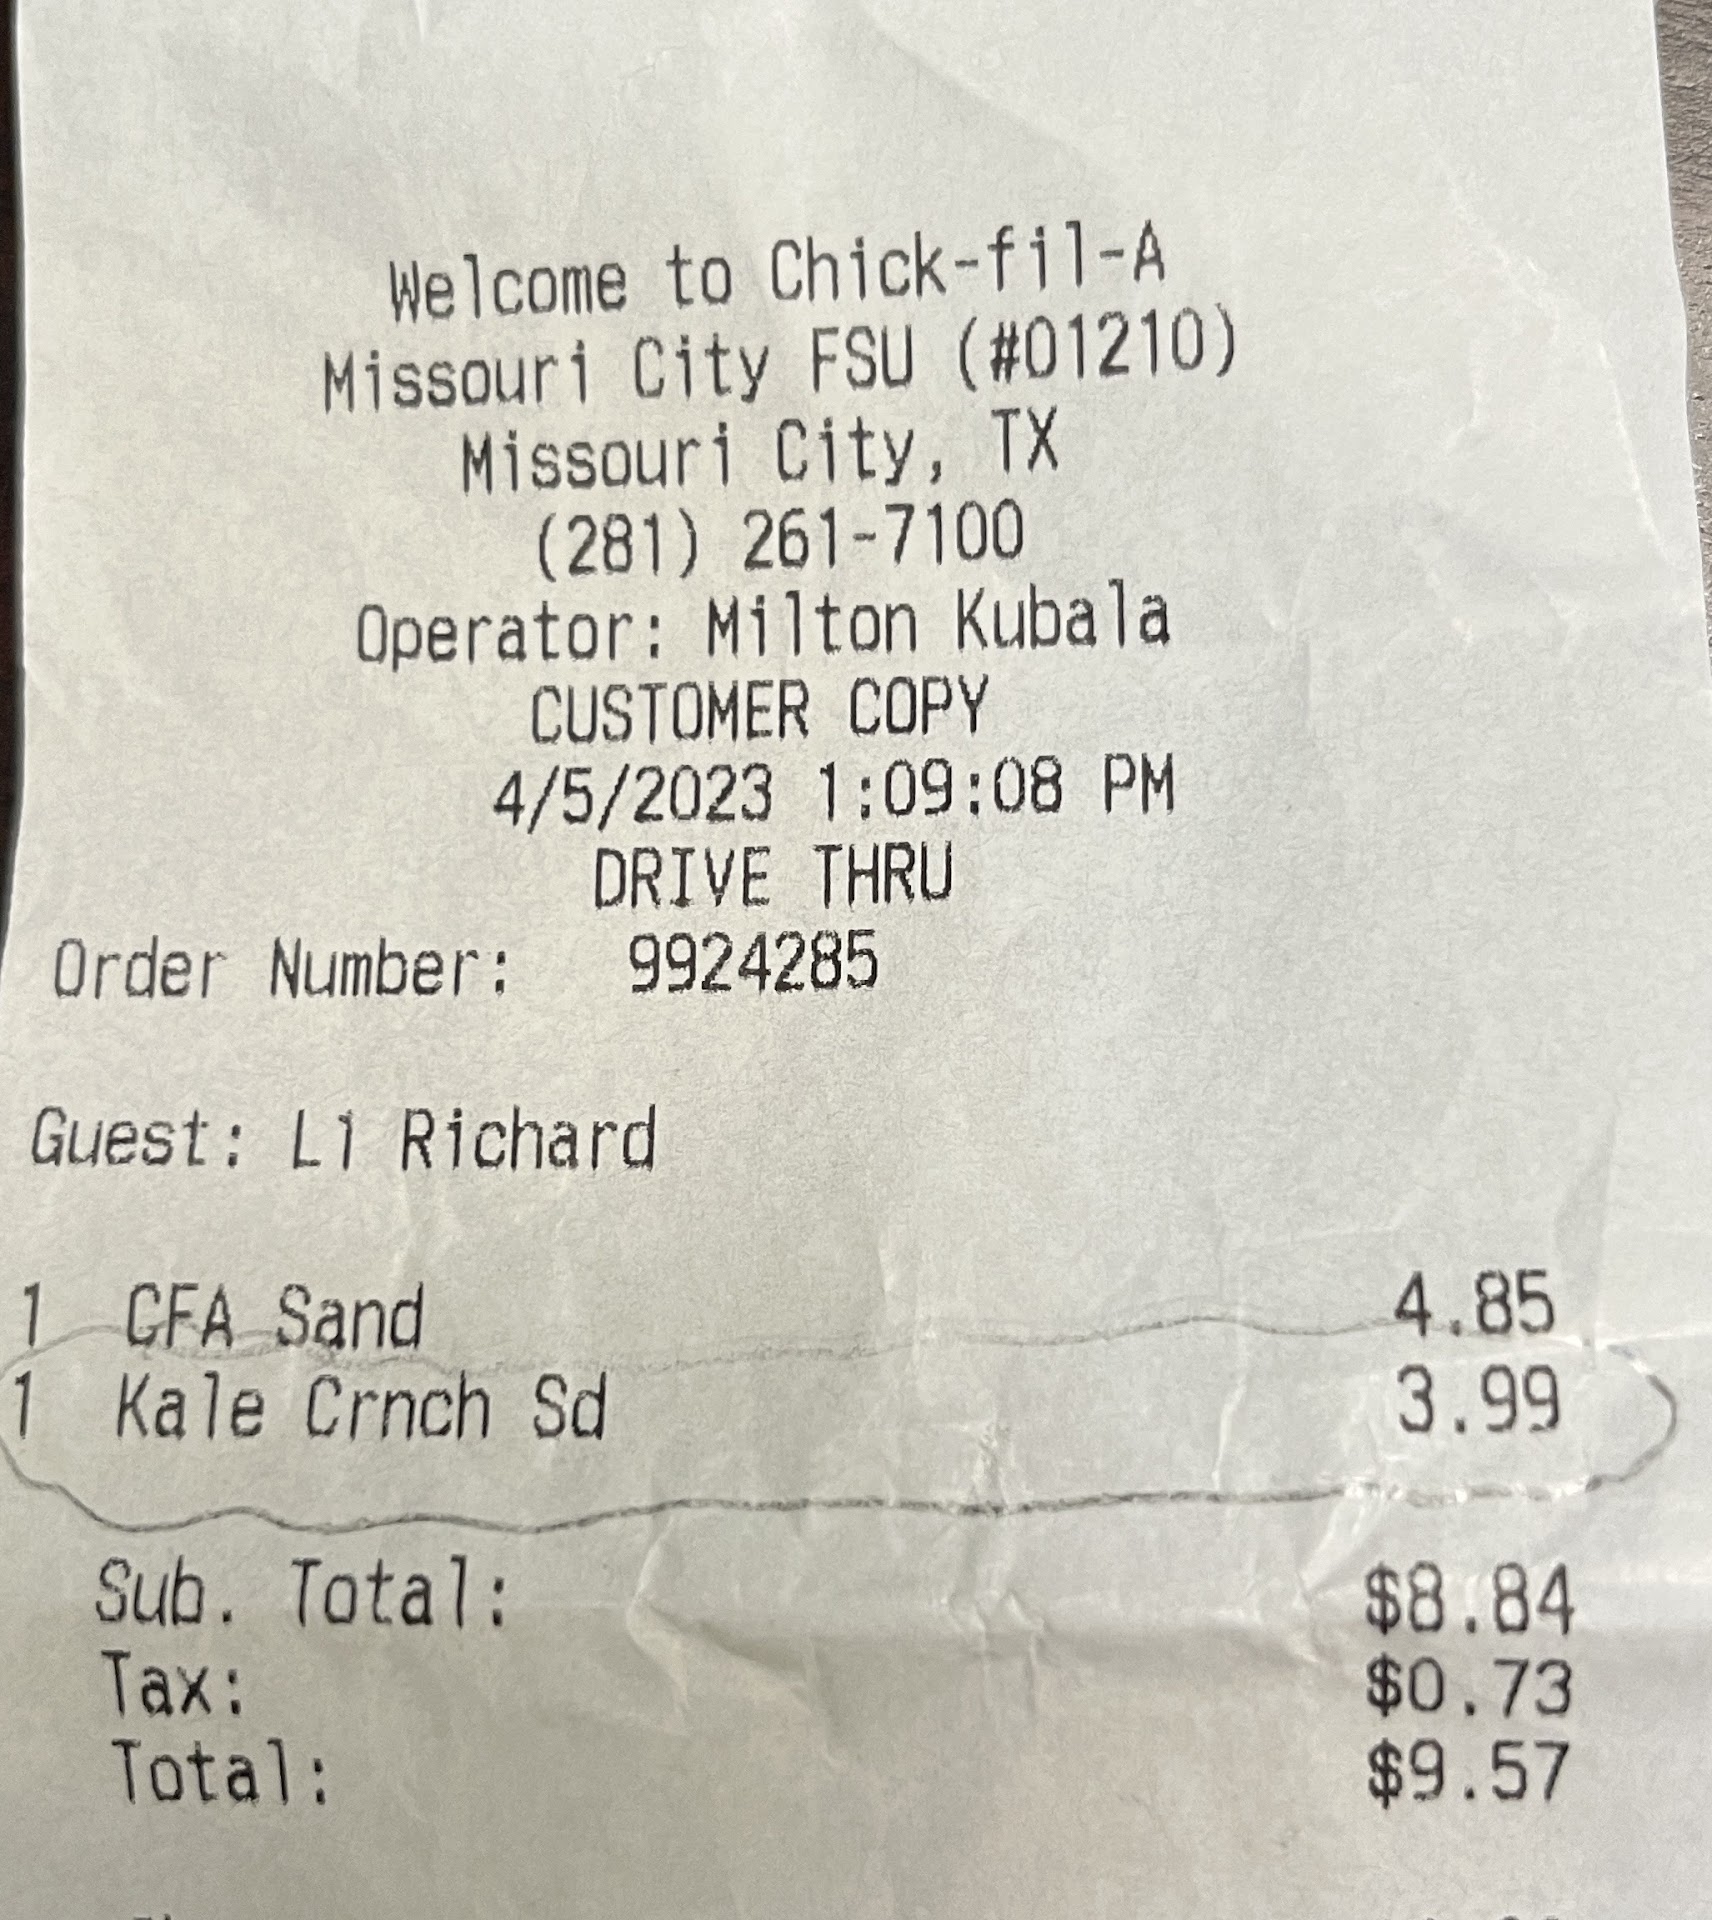 Welcome to Chick-fil-A
Missouri City FSU (#01210)
Missouri City, TX
(281) 261-7100
Operator: Milton Kubala
CUSTOMER COPY
4/5/2023 1:09:08 PM
DRIVE THRU
Order Number: 9924285
Guest: L1 Richard
1 CFA Sand 4.85
1 Kale Crnch Sd 3.99
Sub. Total: $8.84
Tax: $0.73
Total: $9.57